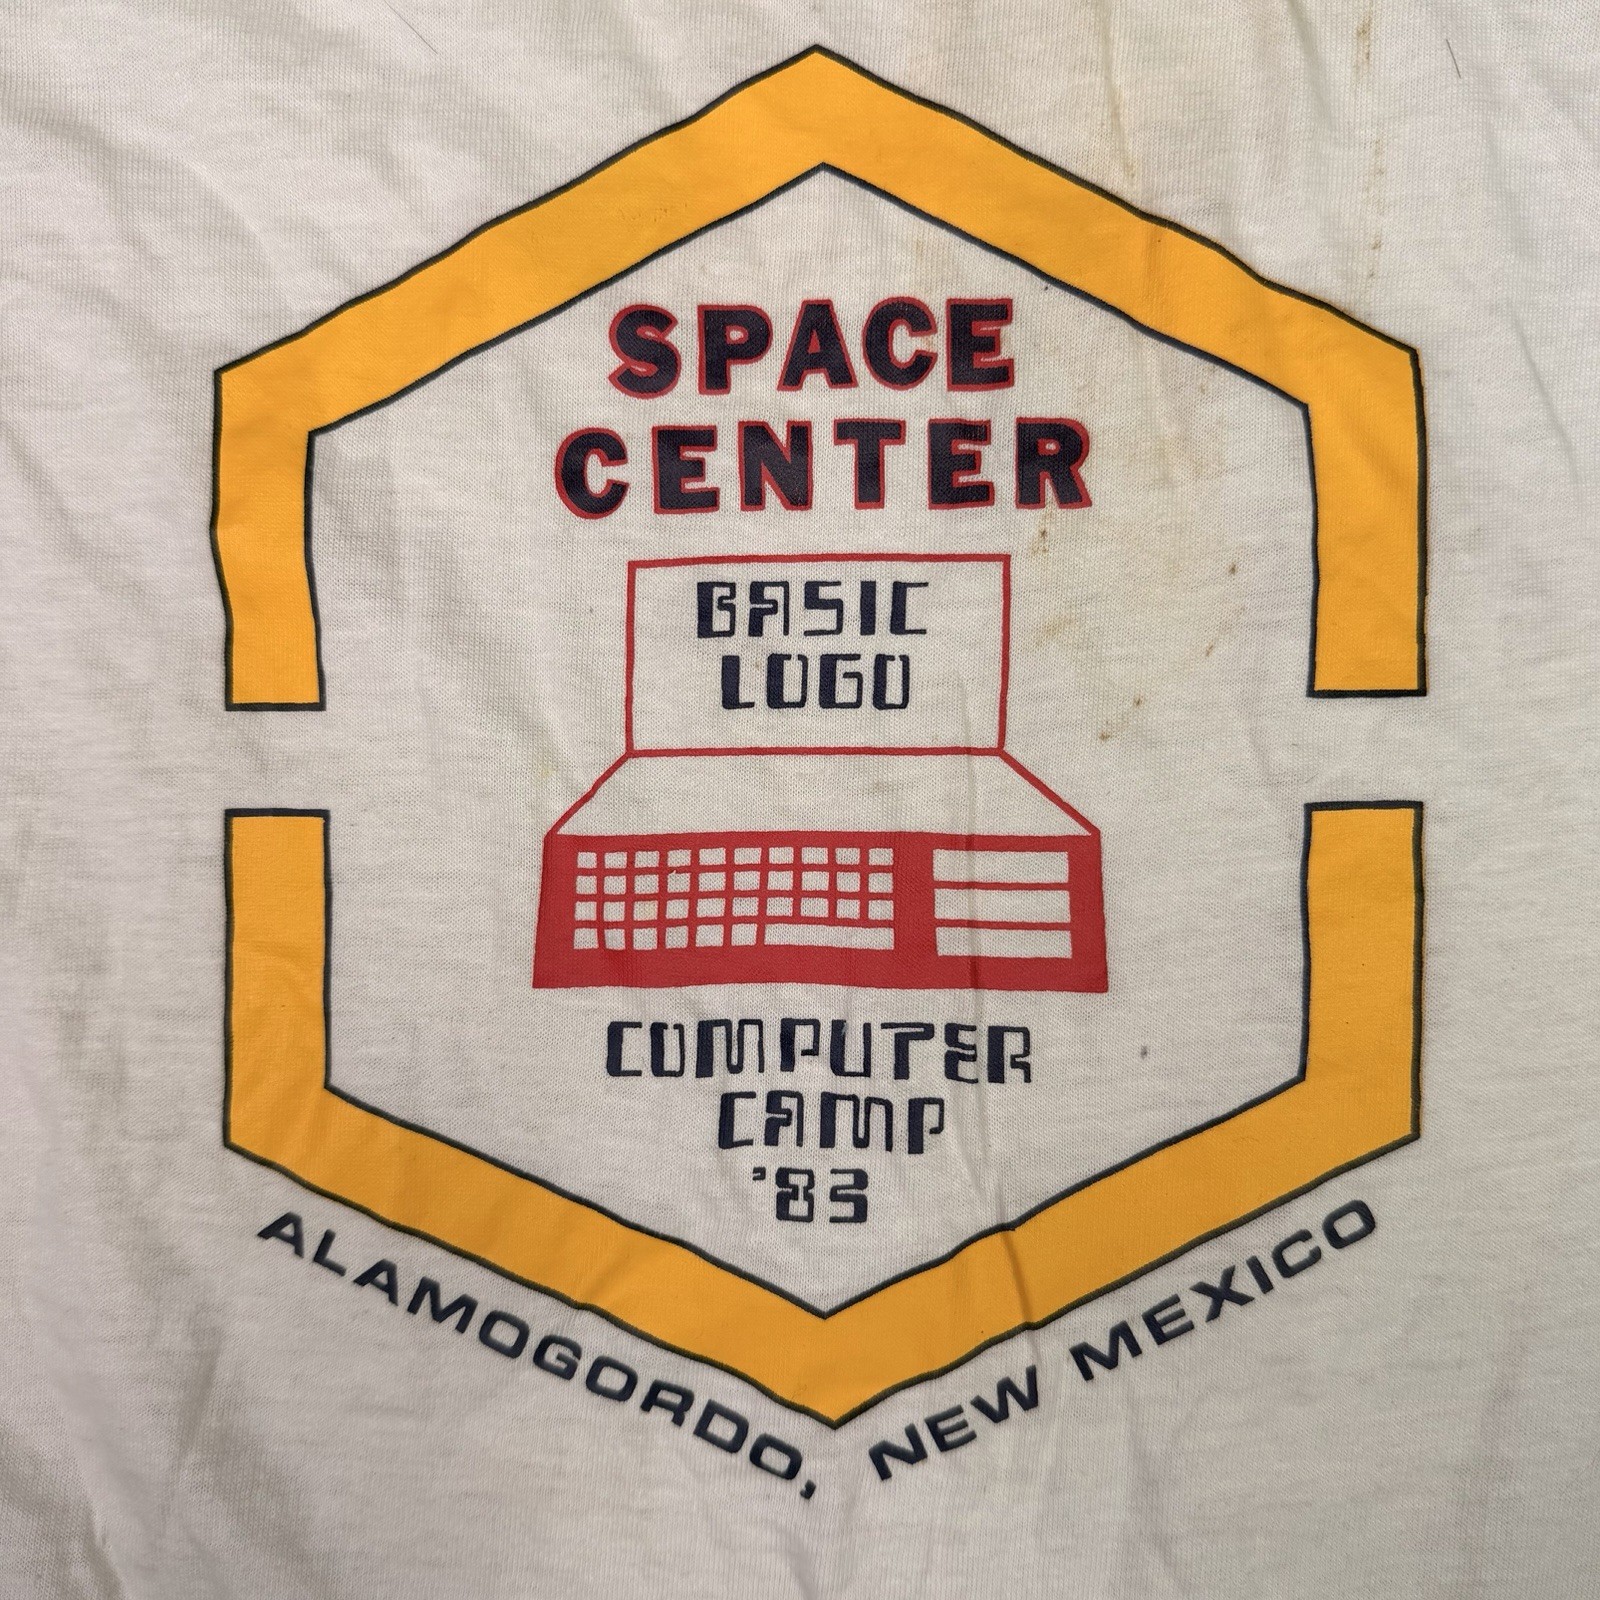 SPACE
CENTER
BASIC
LOGO
COMPUTER
CAMP
'83
ALAMOGORDO, NEW MEXICO